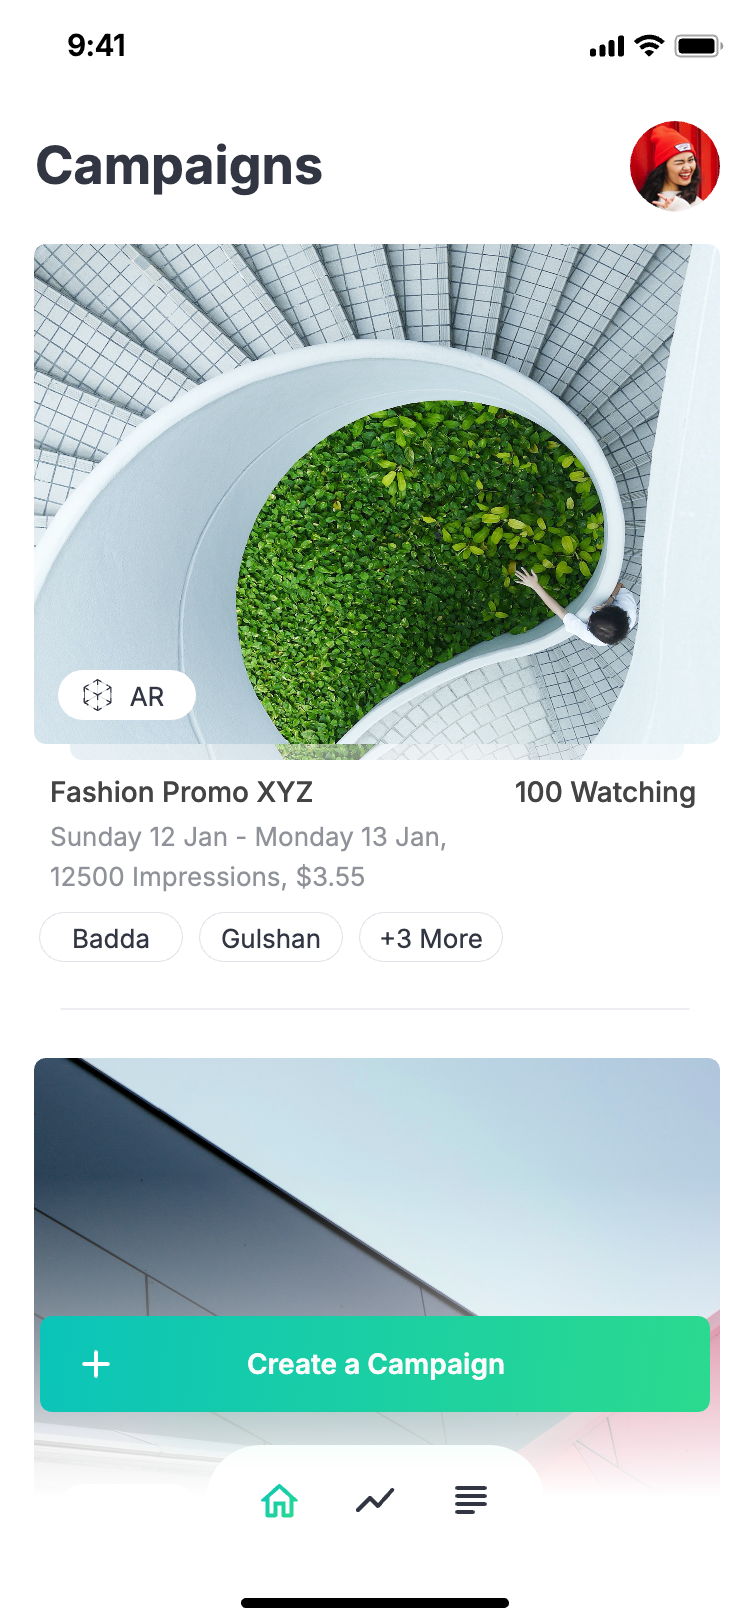 9:41
Campaigns
AR
Fashion Promo XYZ
100 Watching
Sunday 12 Jan - Monday 13 Jan,
12500 Impressions, $3.55
Badda
Gulshan
+3 More
Create a Campaign